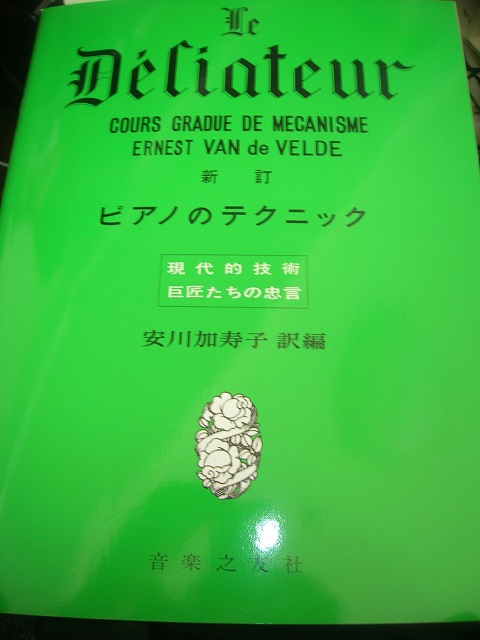 Le
Déliateur
COURS GRADUE DE MECANISME
ERNEST VAN de VELDE
新 訂
ピアノのテクニック
現代的技術
巨匠たちの忠言
安川加寿子 訳編
音楽之友社